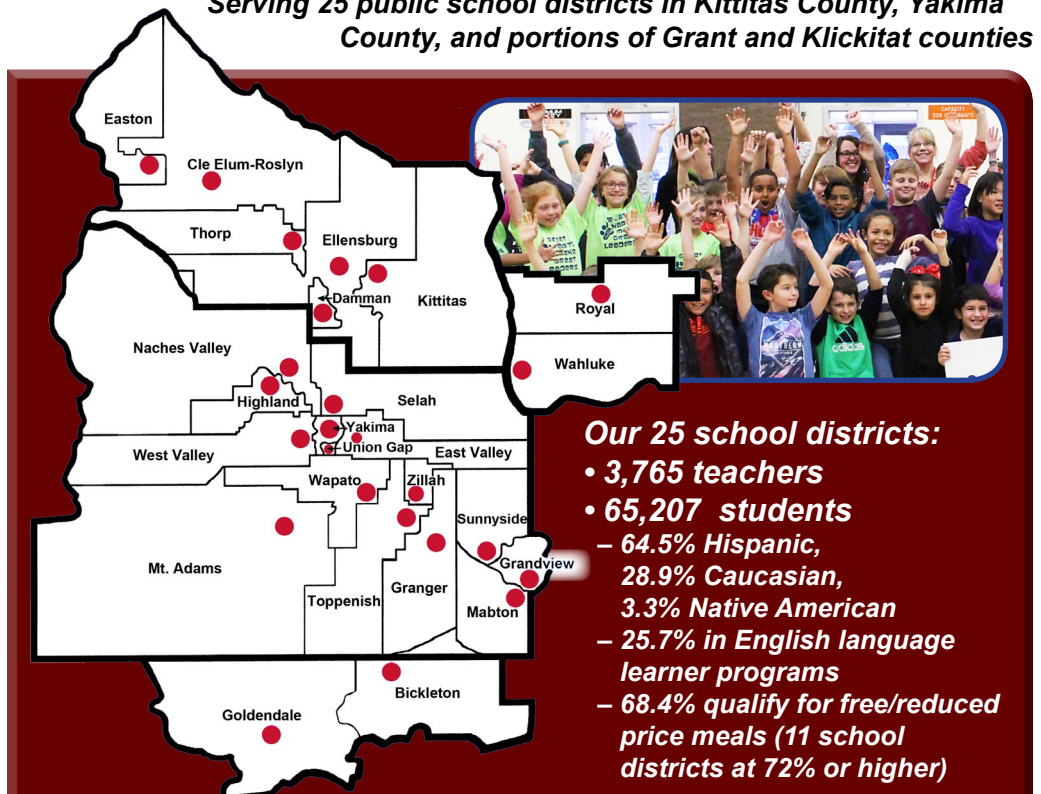 Serving 25 public school districts in Kittitas County, Yakima
County, and portions of Grant and Klickitat counties
Easton
Cle Elum-Roslyn
Thorp
Ellensburg
Damman
Kittitas
Royal
Wahluke
Naches Valley
Highland
Selah
Yakima
Union Gap
West Valley
East Valley
Wapato
Zillah
Sunnyside
Grandview
Mt. Adams
Toppenish
Granger
Mabton
Bickleton
Goldendale
CAPACITY
Our 25 school districts:
• 3,765 teachers
• 65,207 students
– 64.5% Hispanic,
28.9% Caucasian,
3.3% Native American
– 25.7% in English language
learner programs
– 68.4% qualify for free/reduced
price meals (11 school
districts at 72% or higher)